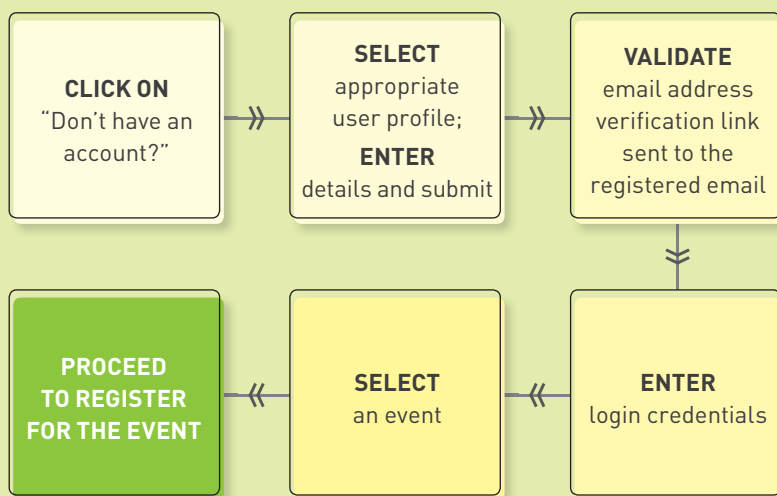 CLICK ON
“Don’t have an
account?”
SELECT
appropriate
user profile;
ENTER
details and submit
VALIDATE
email address
verification link
sent to the
registered email
ENTER
login credentials
SELECT
an event
PROCEED
TO REGISTER
FOR THE EVENT